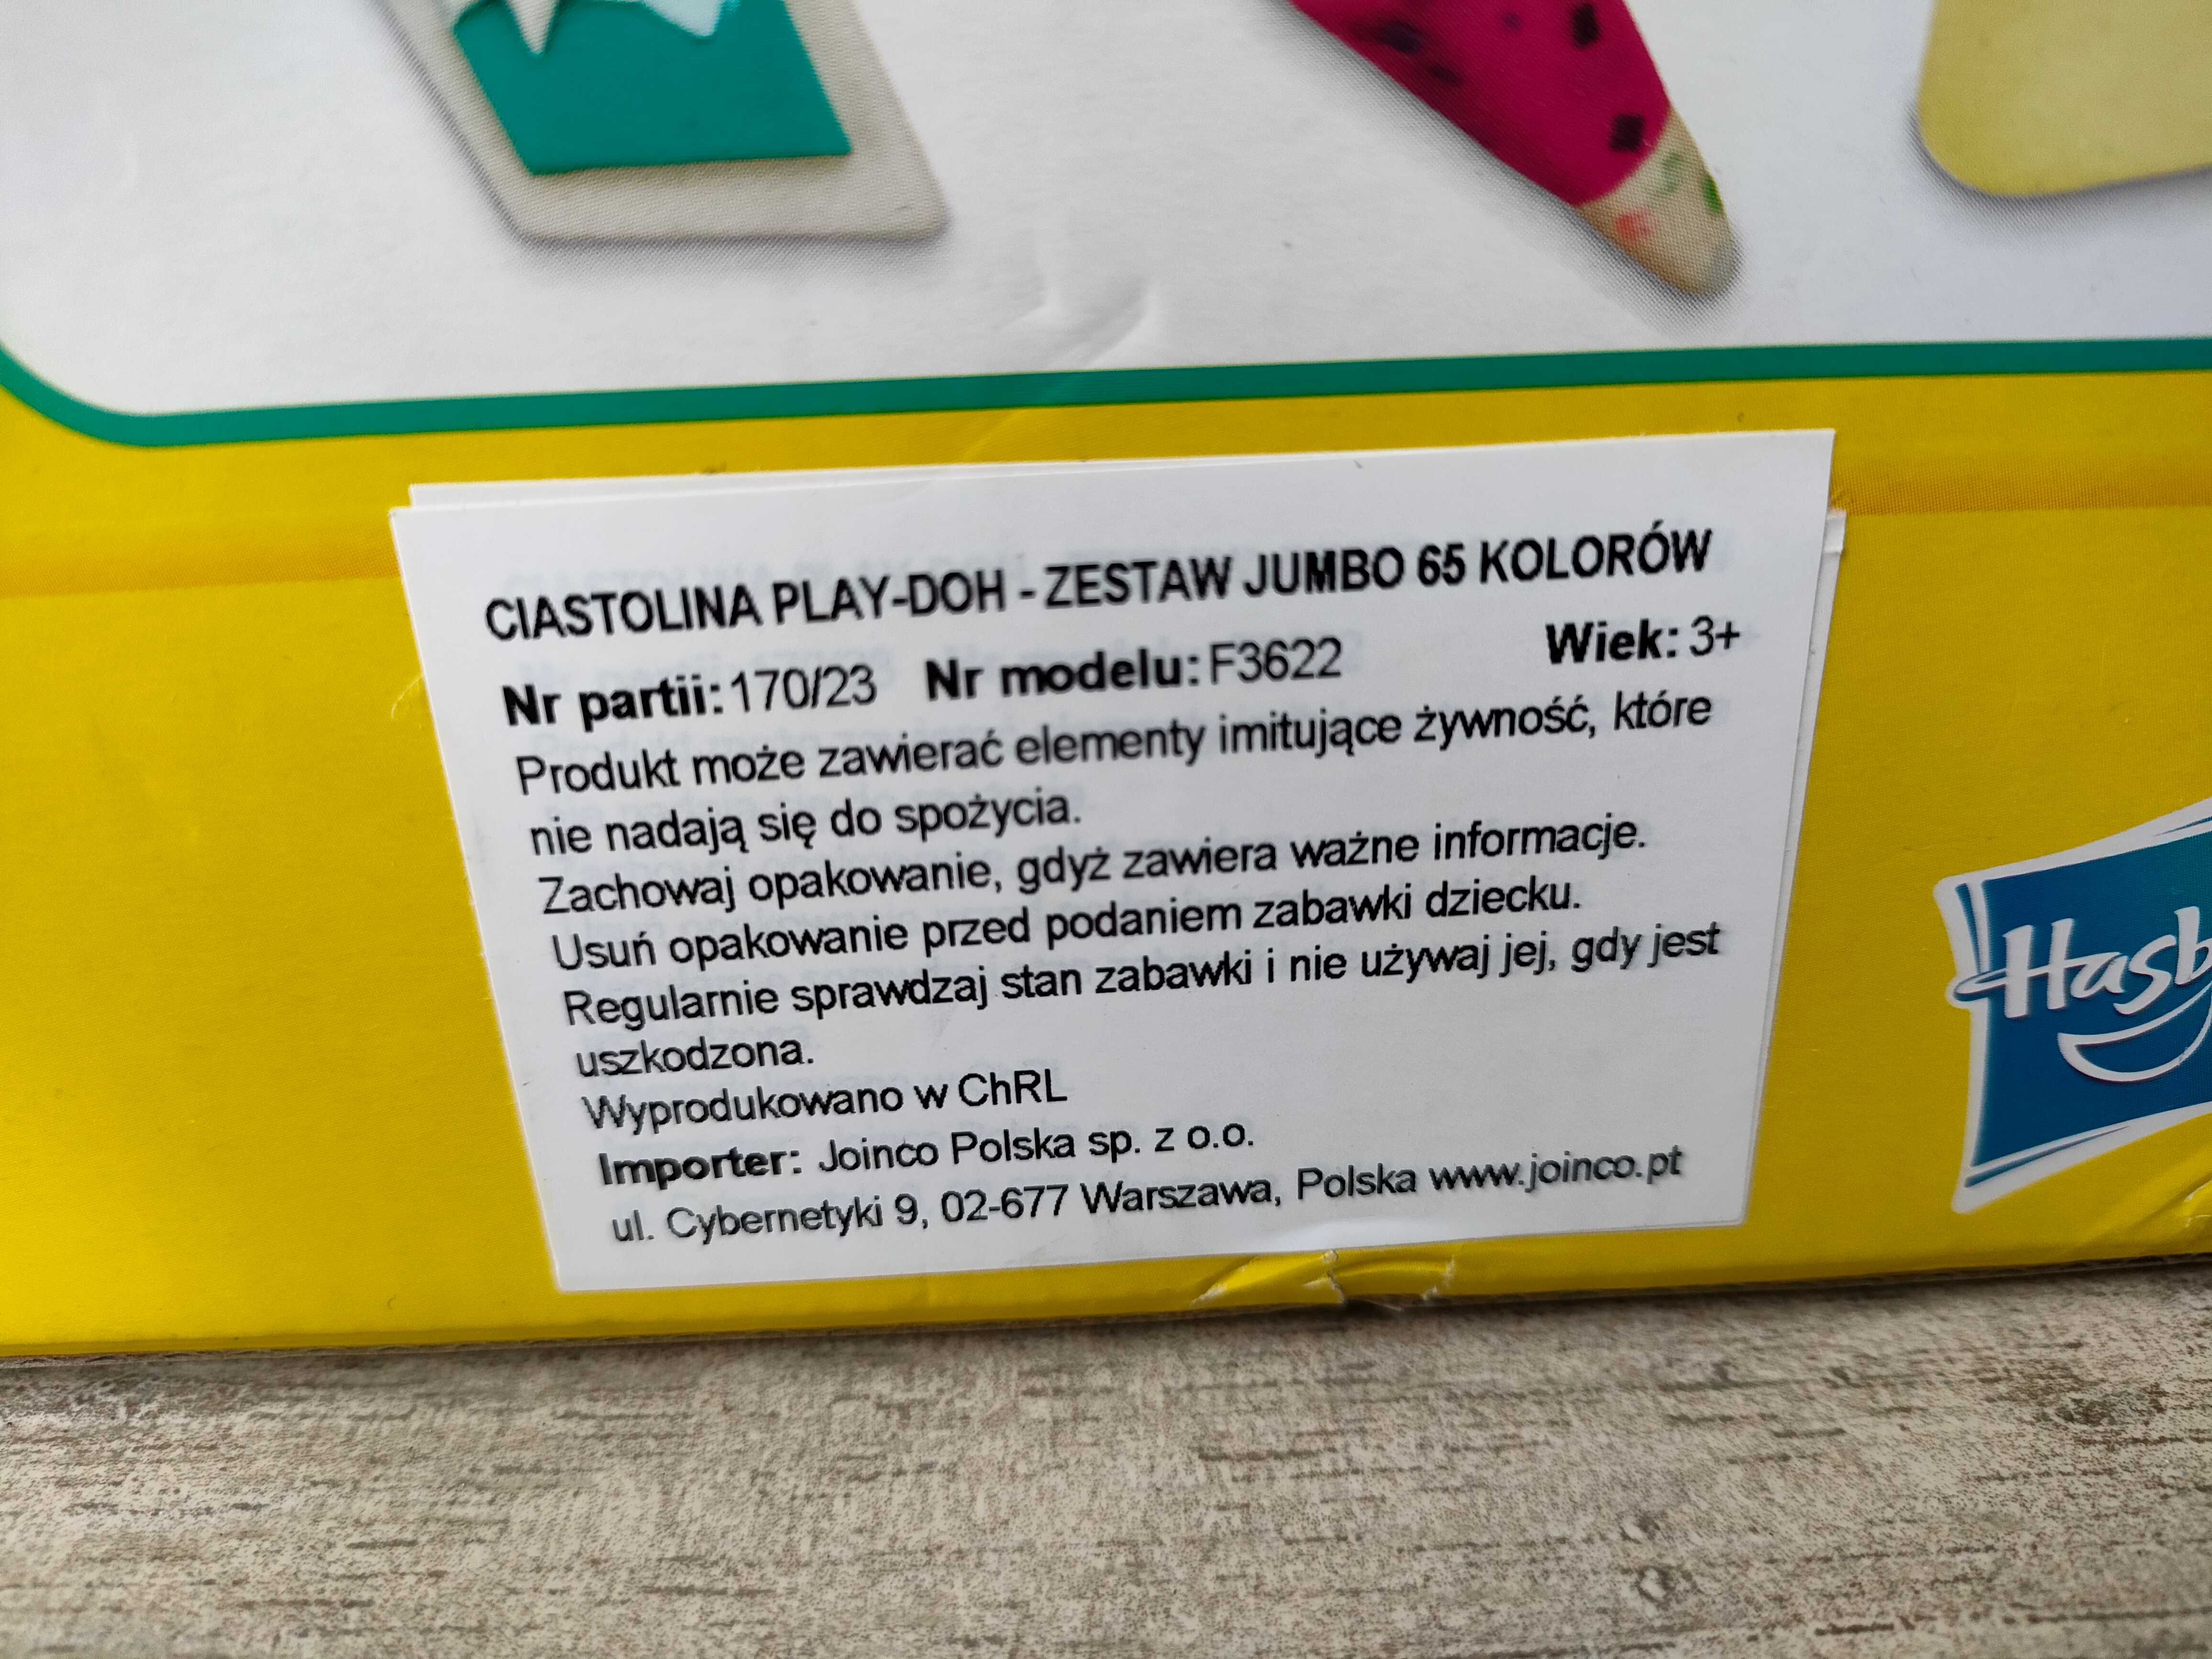 CIASTOLINA PLAY-DOH - ZESTAW JUMBO 65 KOLORÓW
Nr partii: 170/23 Nr modelu: F3622 Wiek: 3+
Produkt może zawierać elementy imitujące żywność, które
nie nadają się do spożycia.
Zachowaj opakowanie, gdyż zawiera ważne informacje.
Usuń opakowanie przed podaniem zabawki dziecku.
Regularnie sprawdzaj stan zabawki i nie używaj jej, gdy jest
uszkodzona.
Wyprodukowano w ChRL
Importer: Joinco Polska sp. z o.o.
ul. Cybernetyki 9, 02-677 Warszawa, Polska www.joinco.pt
Hasb